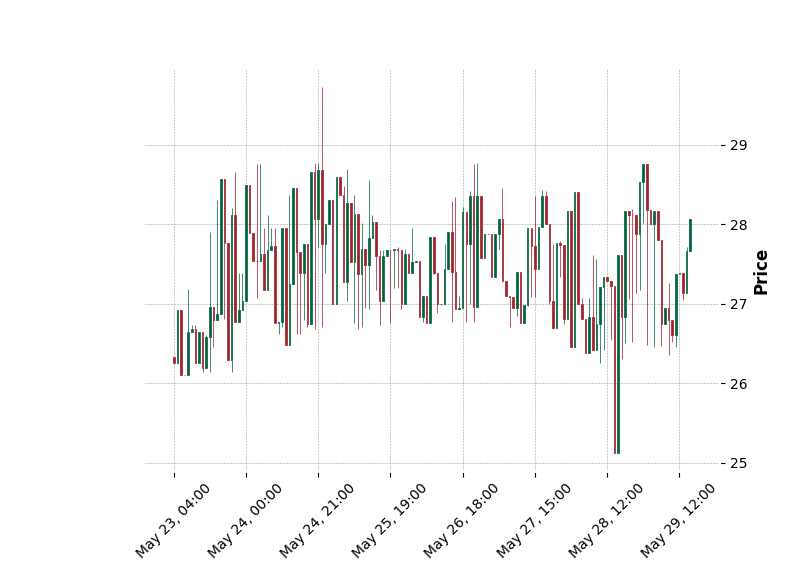 29
28
27
26
25
Price
May 23, 04:00
May 24, 00:00
May 24, 21:00
May 25, 19:00
May 26, 18:00
May 27, 15:00
May 28, 12:00
May 29, 12:00